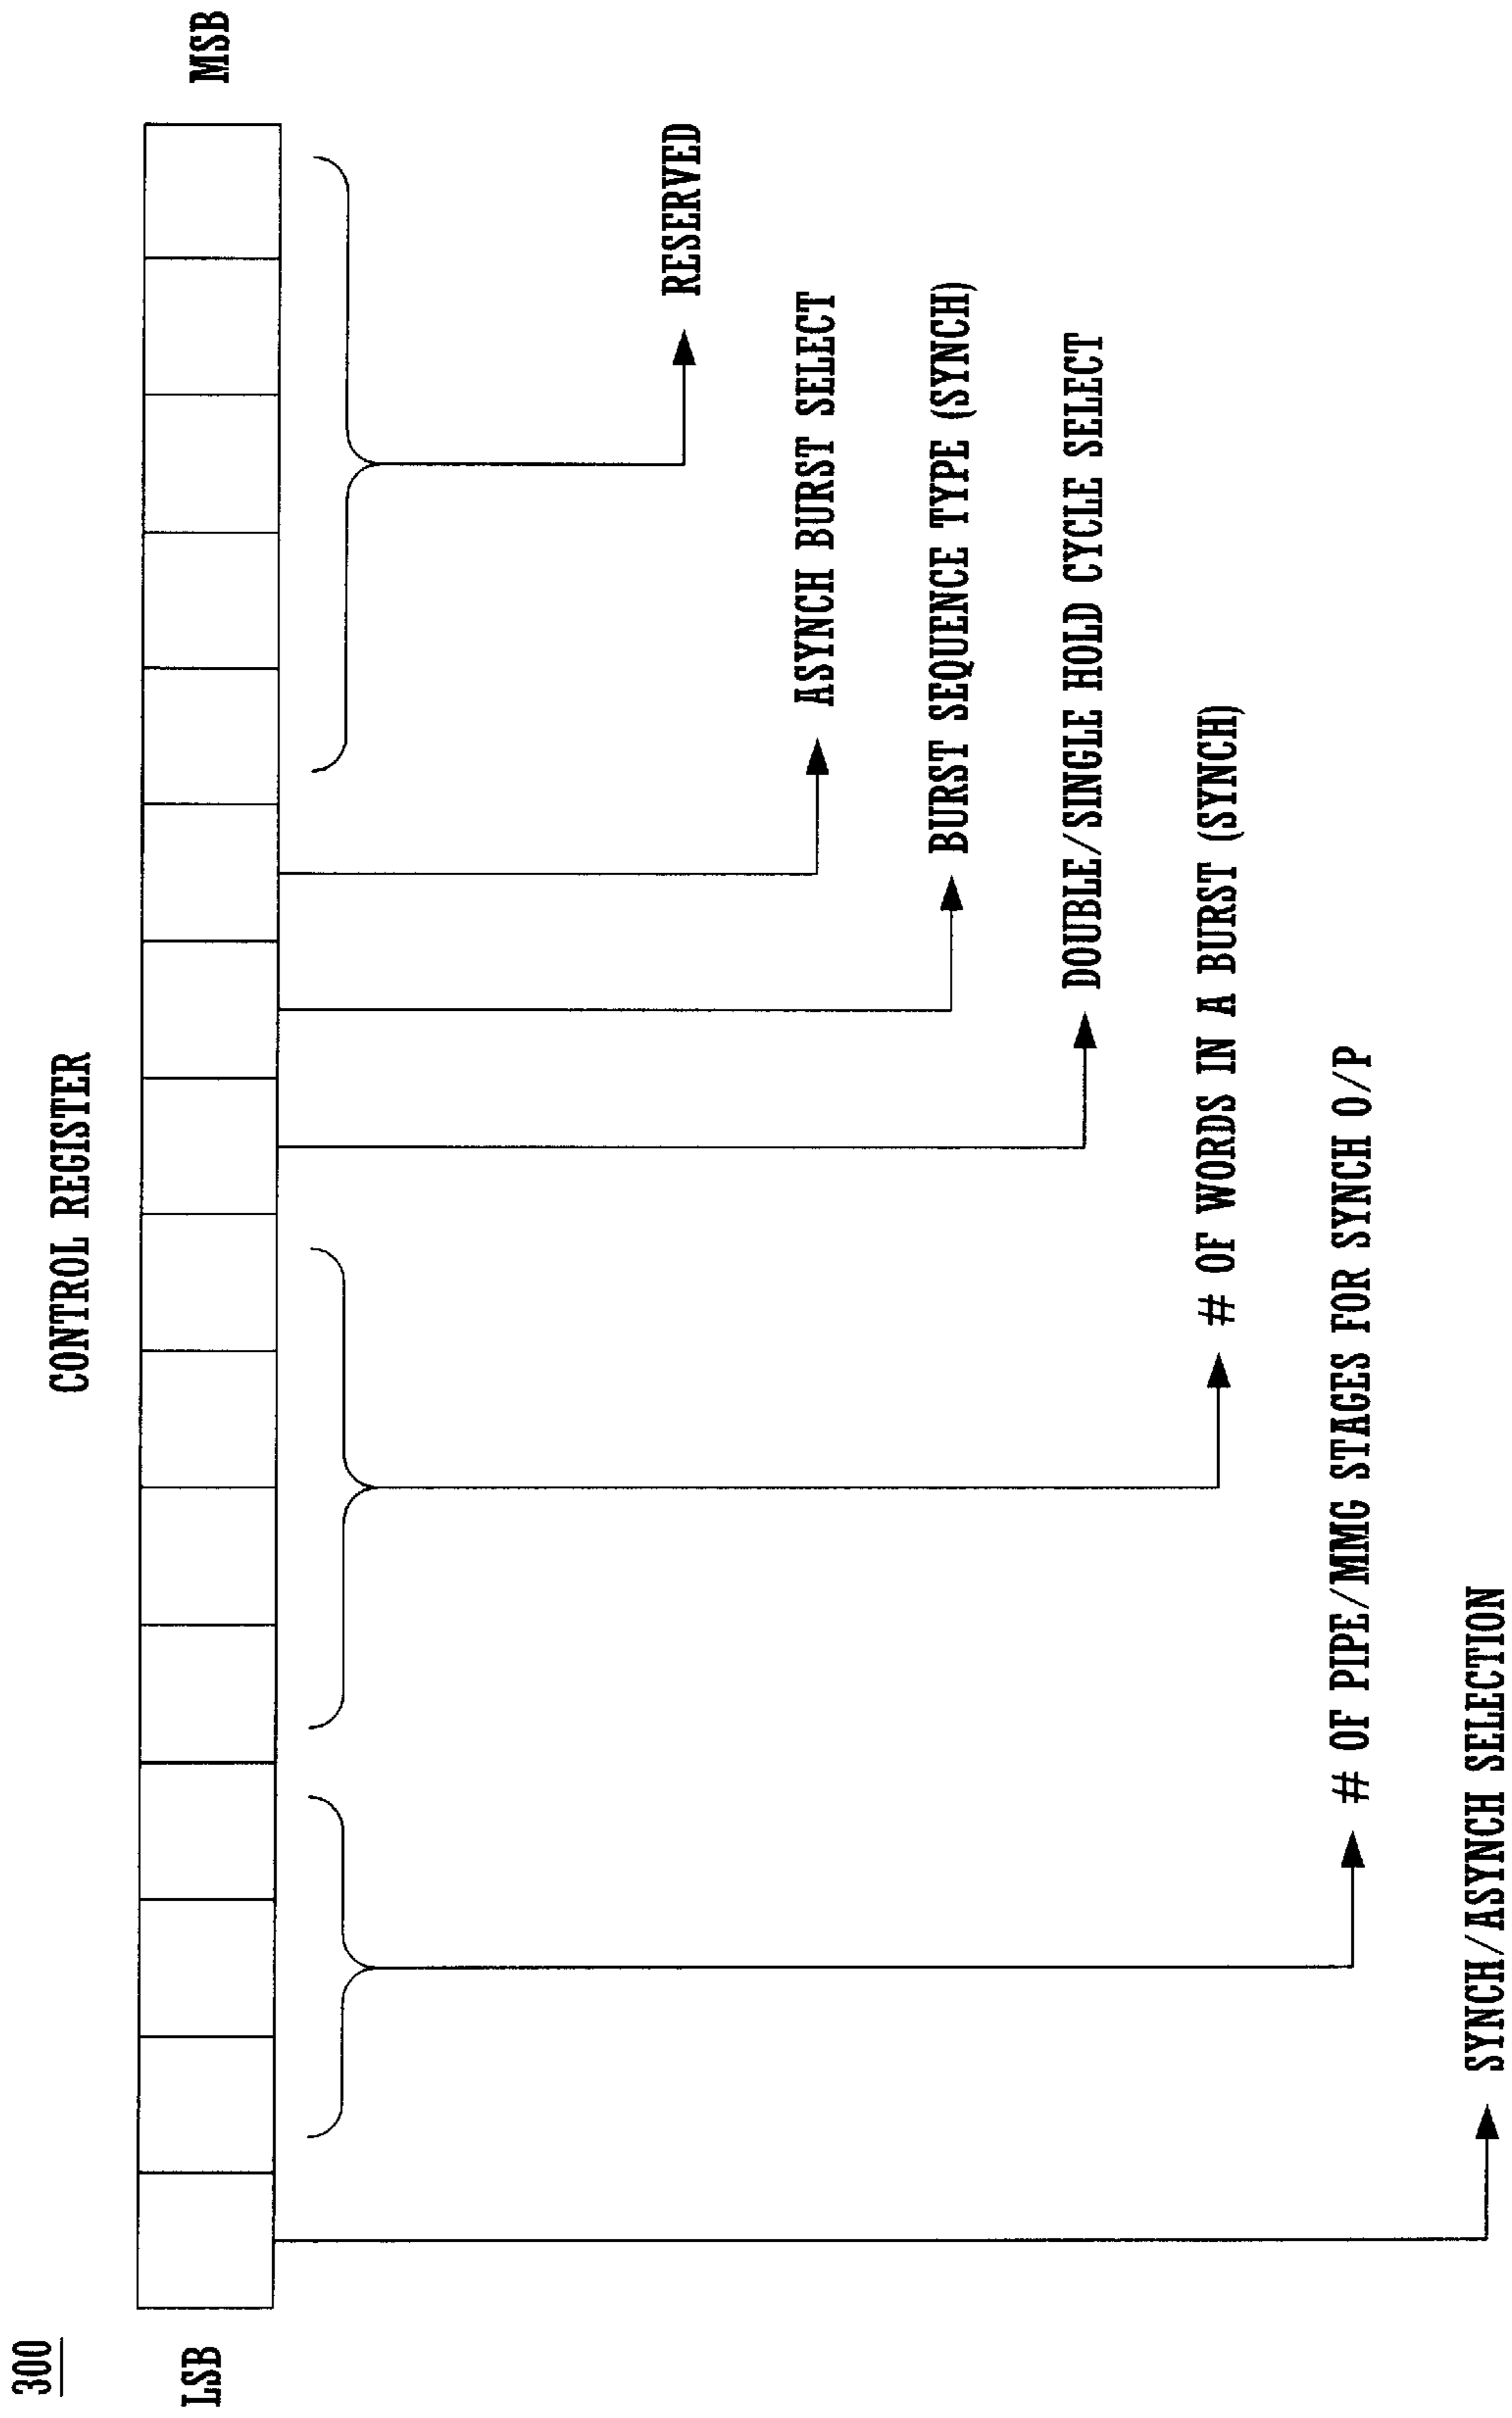 300
CONTROL REGISTER
LSB
MSB
RESERVED
ASYNCH BURST SELECT
BURST SEQUENCE TYPE (SYNCH)
DOUBLE/SINGLE HOLD CYCLE SELECT
# OF WORDS IN A BURST (SYNCH)
# OF PIPE/MMG STAGES FOR SYNCH O/P
SYNCH/ASYNCH SELECTION